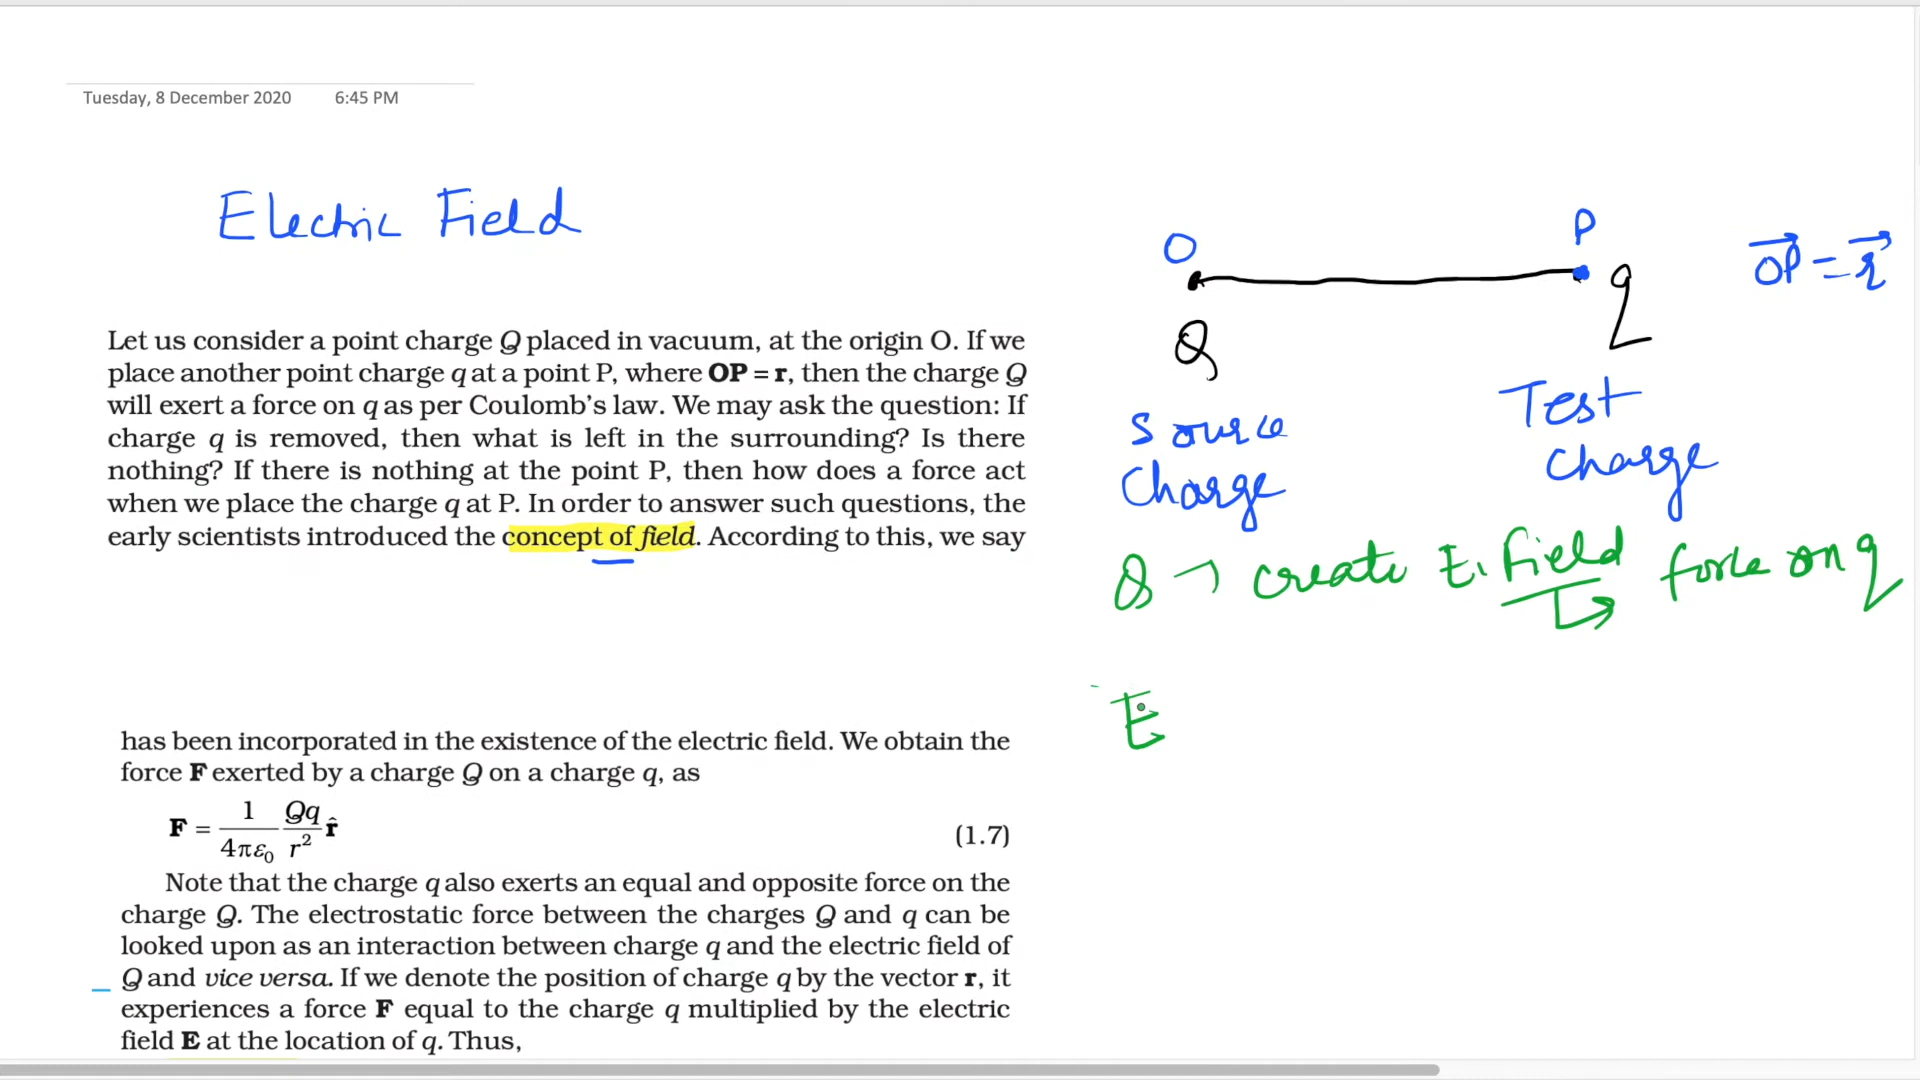 Tuesday, 8 December 2020 6:45 PM
Electric Field
Let us consider a point charge Q placed in vacuum, at the origin O. If we
place another point charge q at a point P, where OP = r, then the charge Q
will exert a force on q as per Coulomb's law. We may ask the question: If
charge q is removed, then what is left in the surrounding? Is there
nothing? If there is nothing at the point P, then how does a force act
when we place the charge q at P. In order to answer such questions, the
early scientists introduced the concept of field. According to this, we say
has been incorporated in the existence of the electric field. We obtain the
force F exerted by a charge Q on a charge q, as
F = 1/4πε₀ Qq/r² r̂ (1.7)
Note that the charge q also exerts an equal and opposite force on the
charge Q. The electrostatic force between the charges Q and q can be
looked upon as an interaction between charge q and the electric field of
Q and vice versa. If we denote the position of charge q by the vector r, it
experiences a force F equal to the charge q multiplied by the electric
field E at the location of q. Thus,
O P
Q q
OP⃗ = r⃗
Source
Charge
Test
Charge
Q → create E. Field → force on q
E